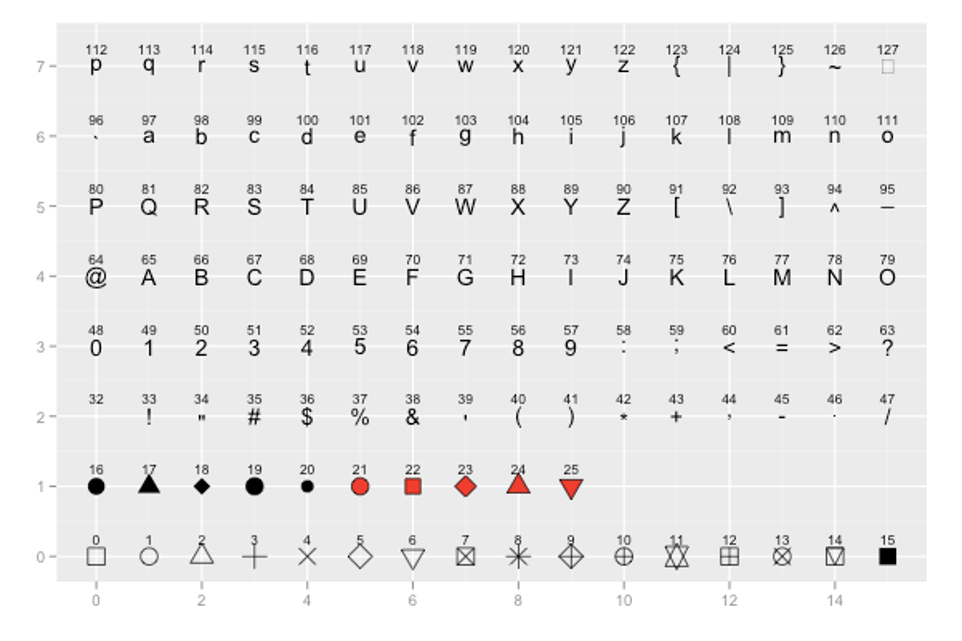 112 113 114 115 116 117 118 119 120 121 122 123 124 125 126 127
7 p q r s t u v w x y z { | } ~
96 97 98 99 100 101 102 103 104 105 106 107 108 109 110 111
6 ` a b c d e f g h i j k l m n o
80 81 82 83 84 85 86 87 88 89 90 91 92 93 94 95
5 P Q R S T U V W X Y Z [ \ ] ^ _
64 65 66 67 68 69 70 71 72 73 74 75 76 77 78 79
4 @ A B C D E F G H I J K L M N O
48 49 50 51 52 53 54 55 56 57 58 59 60 61 62 63
3 0 1 2 3 4 5 6 7 8 9 : ; < = > ?
32 33 34 35 36 37 38 39 40 41 42 43 44 45 46 47
2 ! " # $ % & ' ( ) * + , - . /
16 17 18 19 20 21 22 23 24 25
1
0 1 2 3 4 5 6 7 8 9 10 11 12 13 14 15
0
0 2 4 6 8 10 12 14